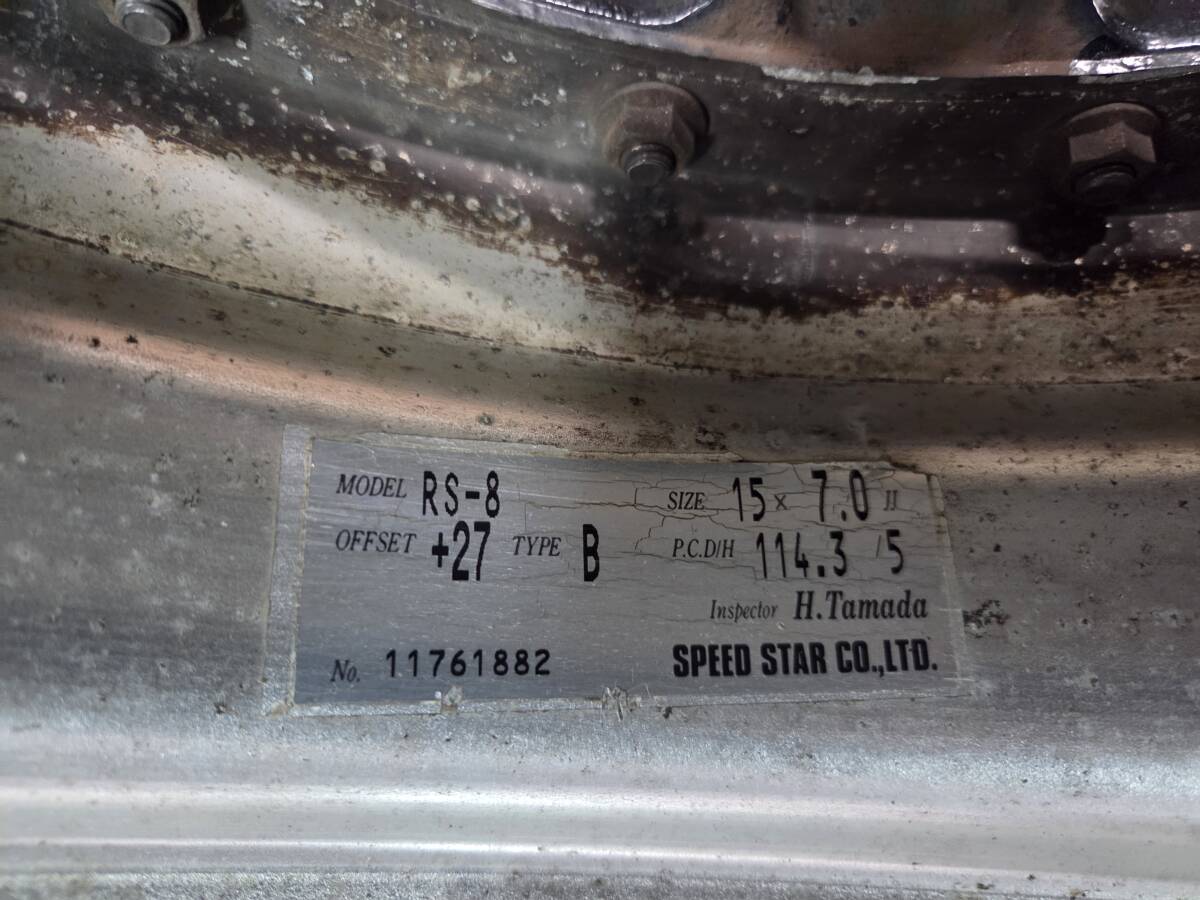 MODEL RS-8 SIZE 15 x 7.0 JJ
OFFSET +27 TYPE B P.C.D/H 114.3 /5
Inspector H.Tamada
No. 11761882 SPEED STAR CO.,LTD.